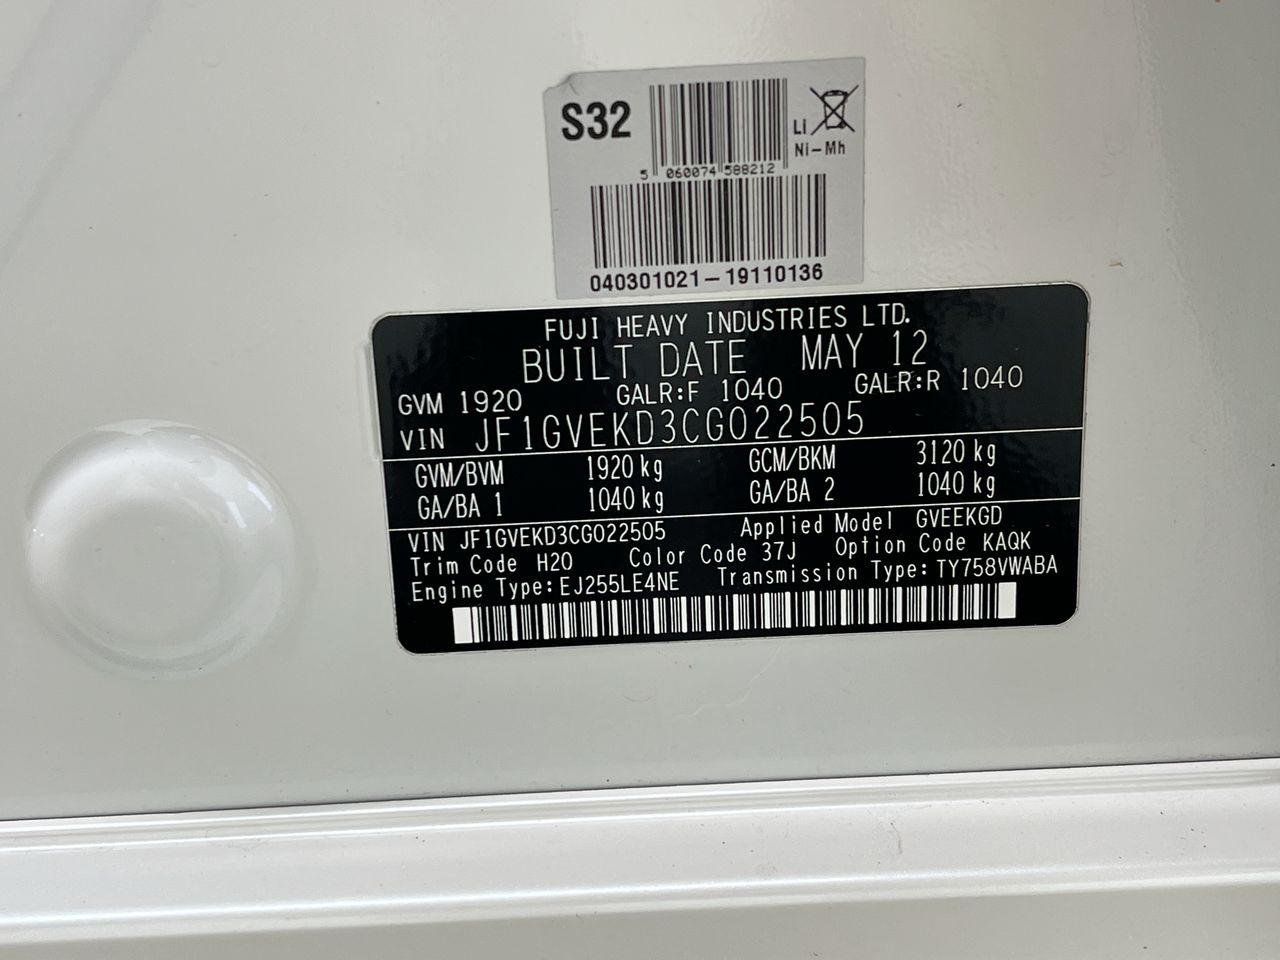 S32
Li
Ni-Mh
5 060074 588212
040301021-19110136
FUJI HEAVY INDUSTRIES LTD.
BUILT DATE MAY 12
GVM 1920 GALR:F 1040 GALR:R 1040
VIN JF1GVEKD3CG022505
GVM/BVM 1920 kg GCM/BKM 3120 kg
GA/BA 1 1040 kg GA/BA 2 1040 kg
VIN JF1GVEKD3CG022505 Applied Model GVEEKGD
Trim Code H20 Color Code 37J Option Code KAQK
Engine Type:EJ255LE4NE Transmission Type:TY758VWABA